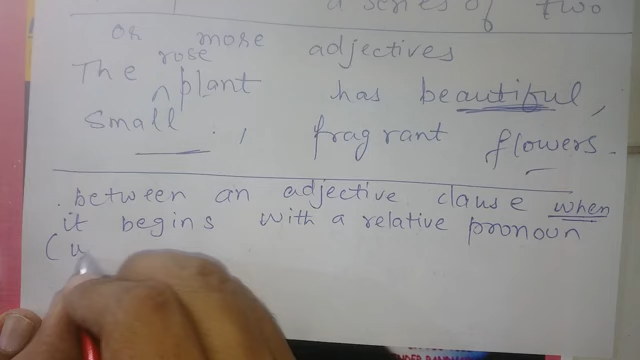 a series of two
or more adjectives
rose
The ^ plant has beautiful,
Small . , fragrant flowers.
. between an adjective clause when
it begins with a relative pronoun
(